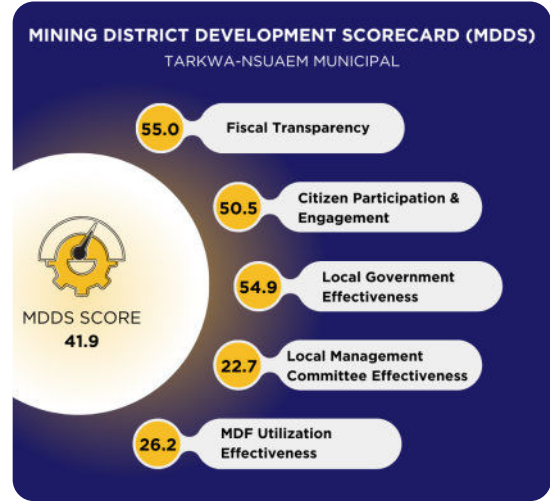 MINING DISTRICT DEVELOPMENT SCORECARD (MDDS)
TARKWA-NSUAEM MUNICIPAL
55.0
Fiscal Transparency
50.5
Citizen Participation &
Engagement
54.9
Local Government
Effectiveness
MDDS SCORE
41.9
22.7
Local Management
Committee Effectiveness
26.2
MDF Utilization
Effectiveness